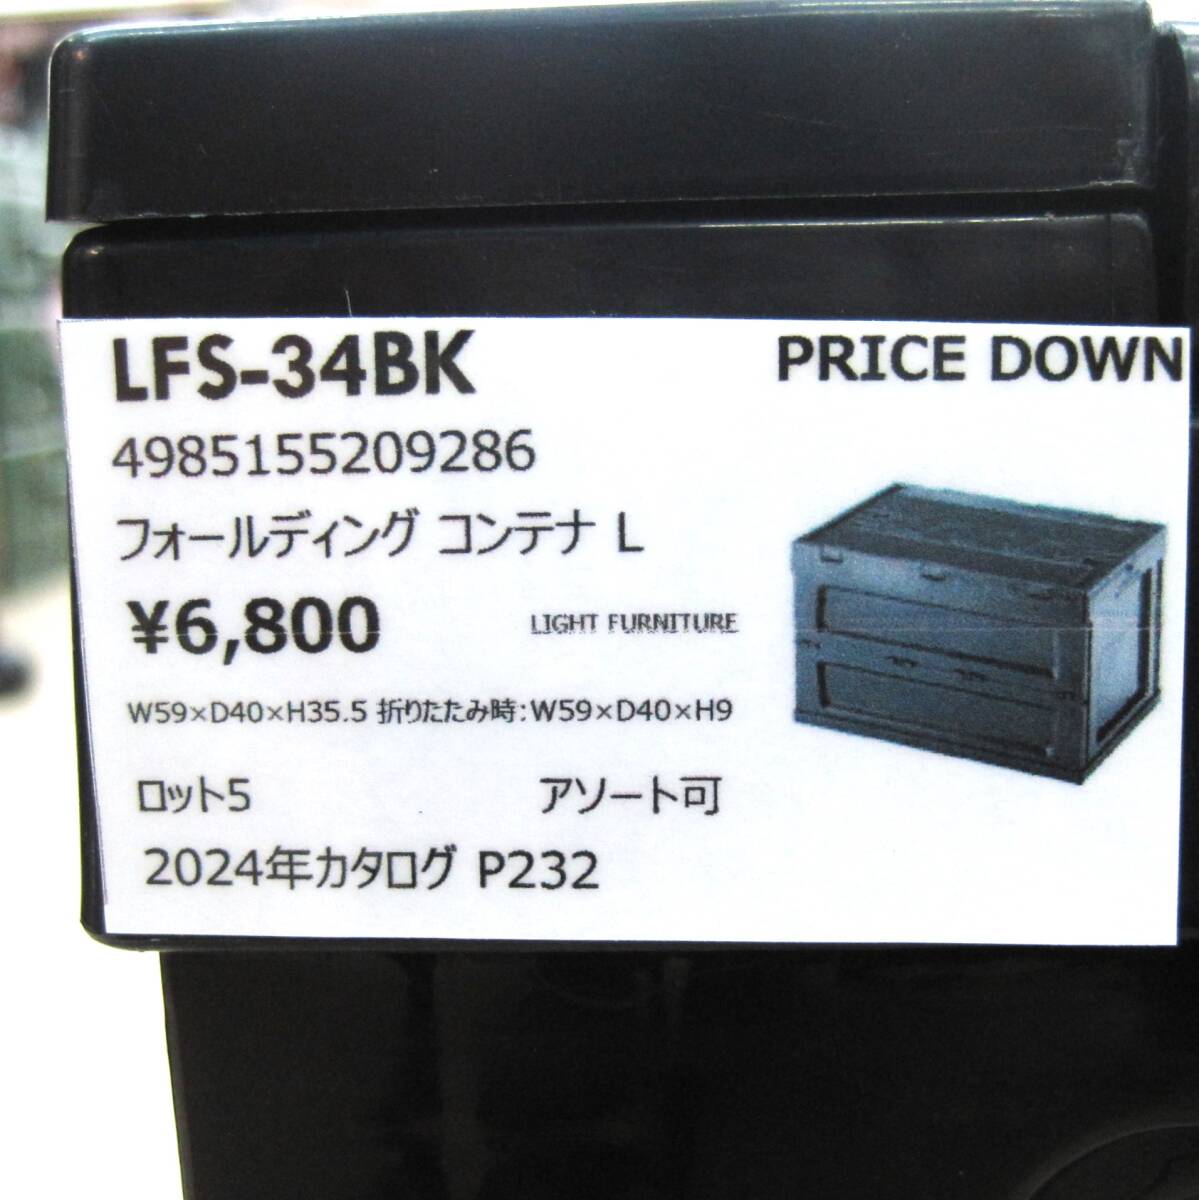 LFS-34BK
PRICE DOWN
4985155209286
フォールディング コンテナ L
¥6,800
LIGHT FURNITURE
W59×D40×H35.5 折りたたみ時:W59×D40×H9
ロット5
アソート可
2024年カタログ P232